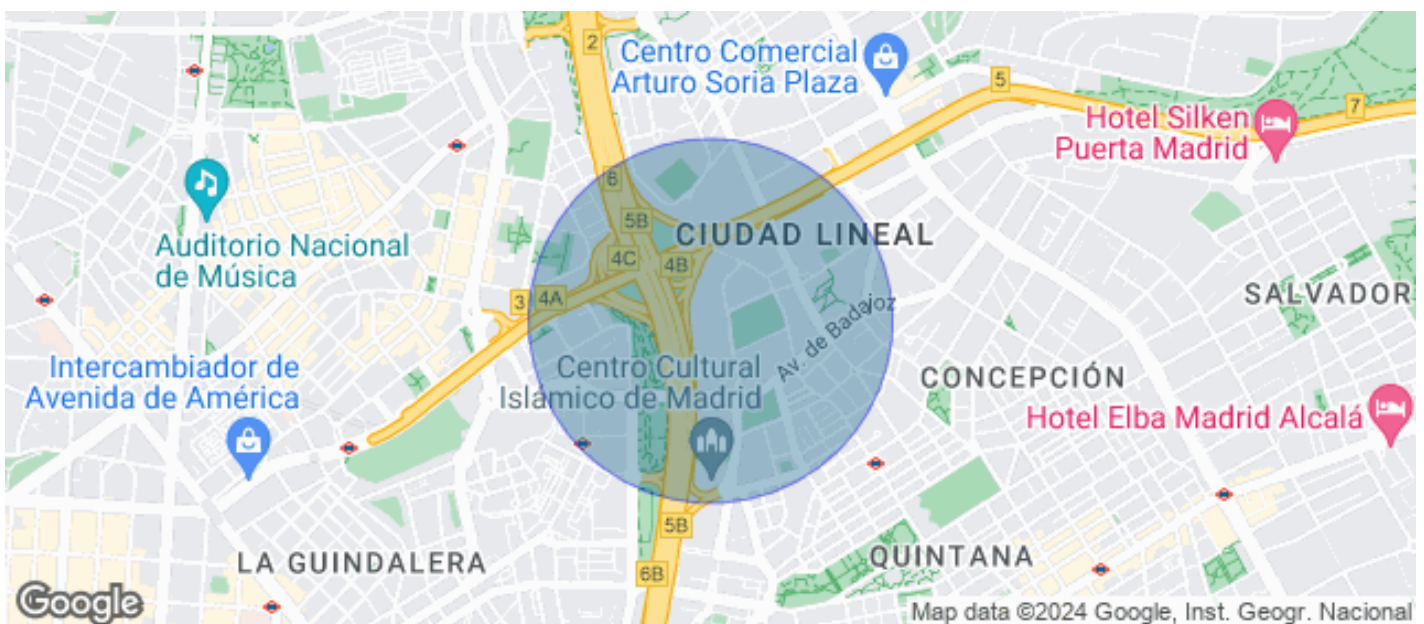 2
Centro Comercial
Arturo Soria Plaza
5
7
Hotel Silken
Puerta Madrid
6
Auditorio Nacional
de Música
5B
CIUDAD LINEAL
4C
4B
3
4A
SALVADOR
Av. de Badajoz
Intercambiador de
Avenida de América
Centro Cultural
Islámico de Madrid
CONCEPCIÓN
Hotel Elba Madrid Alcalá
5B
LA GUINDALERA
6B
QUINTANA
Google
Map data ©2024 Google, Inst. Geogr. Nacional